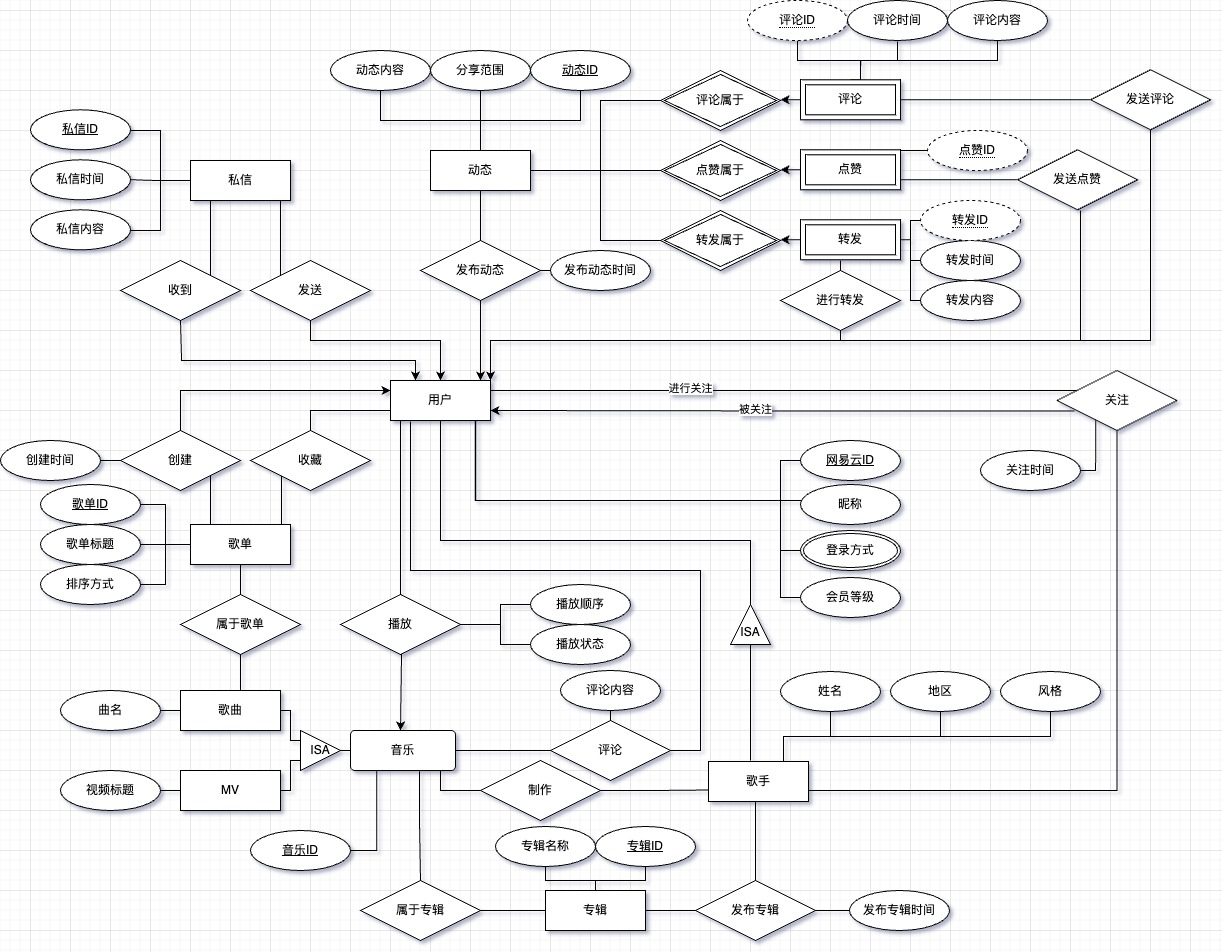 评论ID
评论时间
评论内容
动态内容
分享范围
动态ID
评论属于
评论
发送评论
私信ID
私信时间
私信内容
私信
动态
点赞属于
点赞
点赞ID
发送点赞
转发属于
转发
转发ID
转发时间
转发内容
收到
发送
发布动态
发布动态时间
进行转发
用户
进行关注
被关注
关注
关注时间
创建时间
创建
收藏
网易云ID
昵称
登录方式
会员等级
歌单ID
歌单标题
排序方式
歌单
属于歌单
播放
播放顺序
播放状态
ISA
评论内容
姓名
地区
风格
曲名
歌曲
ISA
音乐
评论
视频标题
MV
制作
歌手
音乐ID
专辑名称
专辑ID
属于专辑
专辑
发布专辑
发布专辑时间